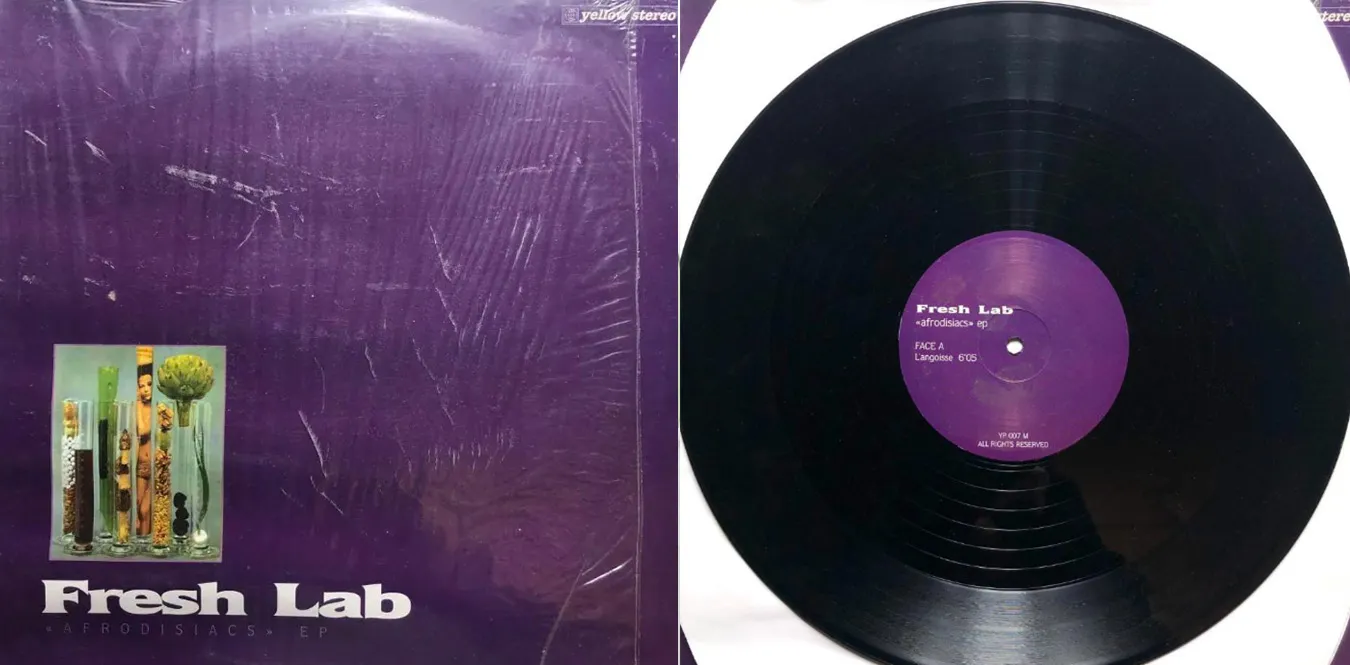 yellow stereo
Fresh Lab
«AFRODISIACS» EP
tereo
Fresh Lab
«afrodisiacs» ep
FACE A
L'angoisse 6'05
YP 007 M
ALL RIGHTS RESERVED